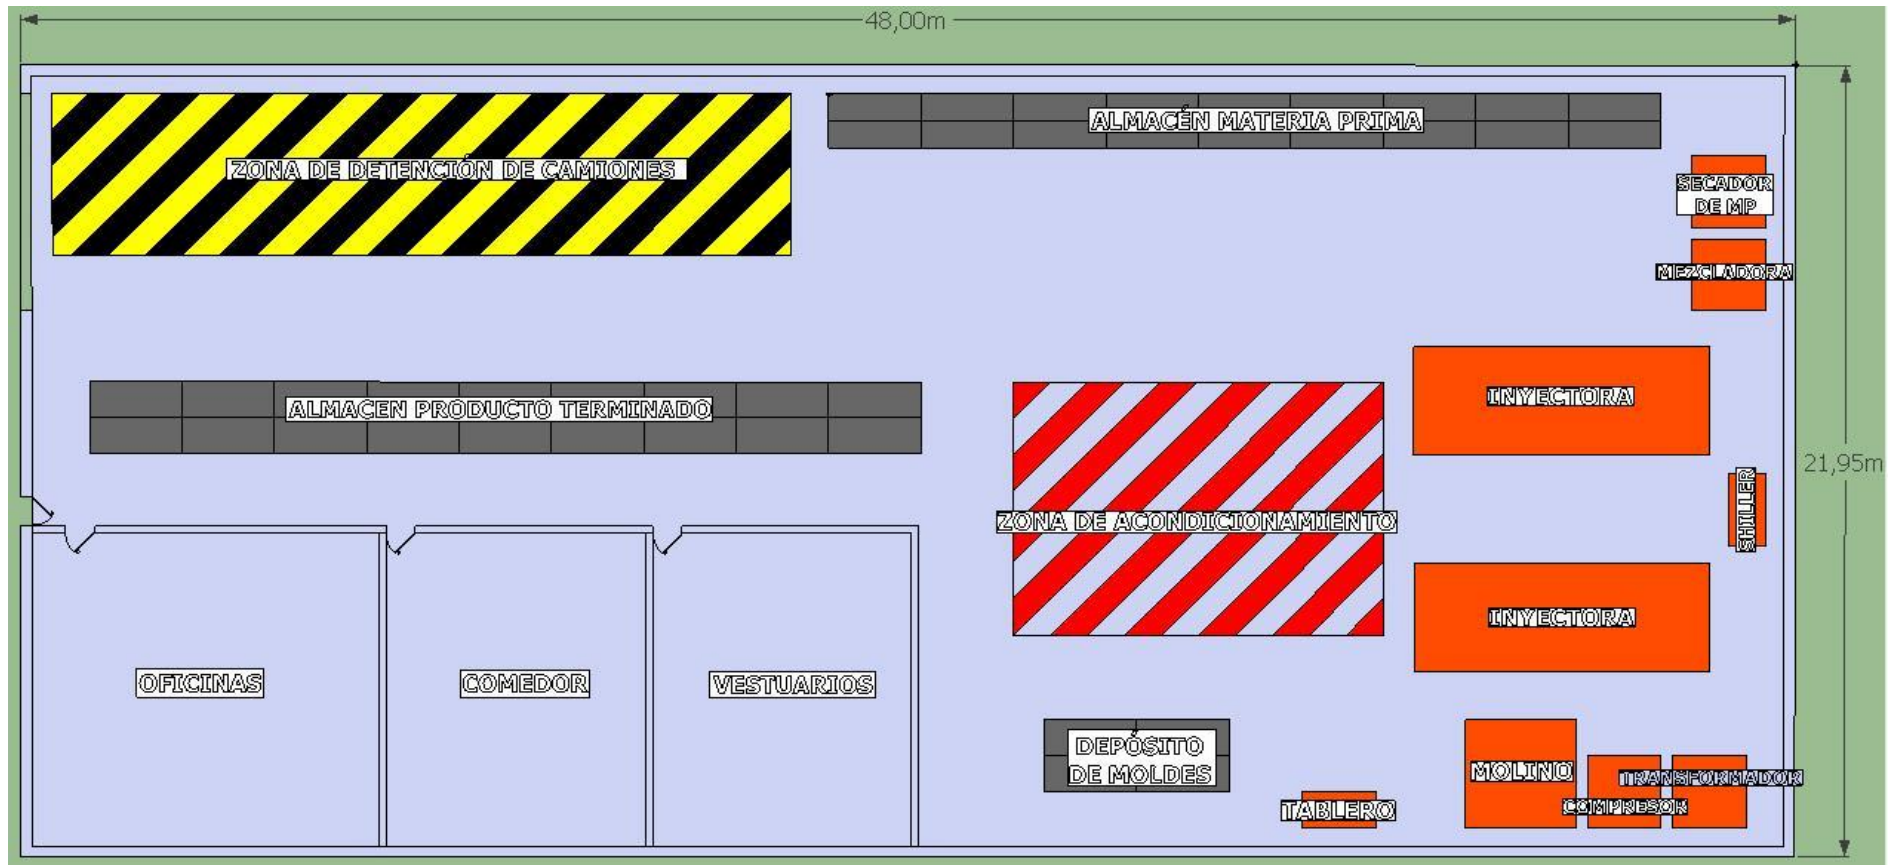 48,00m
ALMACÉN MATERIA PRIMA
ZONA DE DETENCIÓN DE CAMIONES
SECADOR
DE MP
MEZCLADORA
INYECTORA
ALMACEN PRODUCTO TERMINADO
21,95m
SHILLER
ZONA DE ACONDICIONAMIENTO
INYECTORA
OFICINAS
COMEDOR
VESTUARIOS
DEPÓSITO
DE MOLDES
MOLINO
TRANSFORMADOR
COMPRESOR
TABLERO